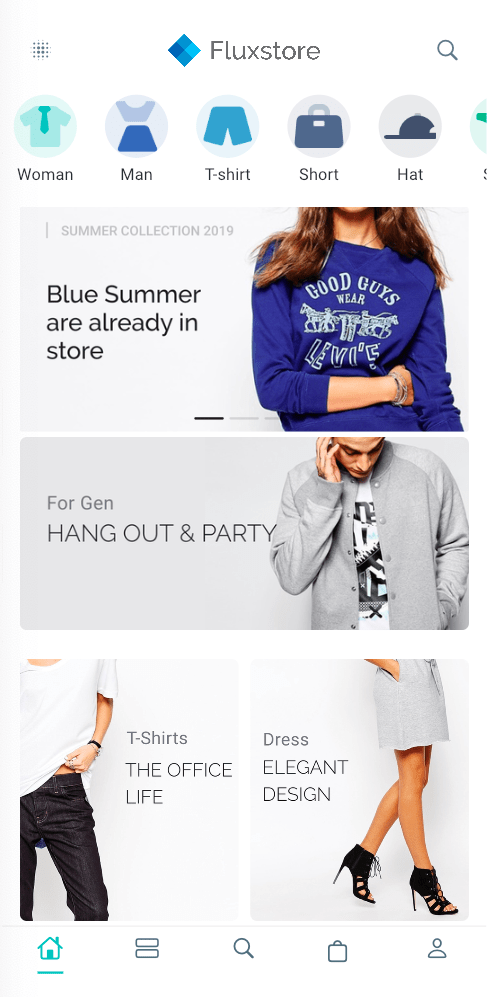 Fluxstore
Woman
Man
T-shirt
Short
Hat
SUMMER COLLECTION 2019
Blue Summer
are already in
store
GOOD GUYS
WEAR
LEVI'S
For Gen
HANG OUT & PARTY
T-Shirts
THE OFFICE
LIFE
Dress
ELEGANT
DESIGN